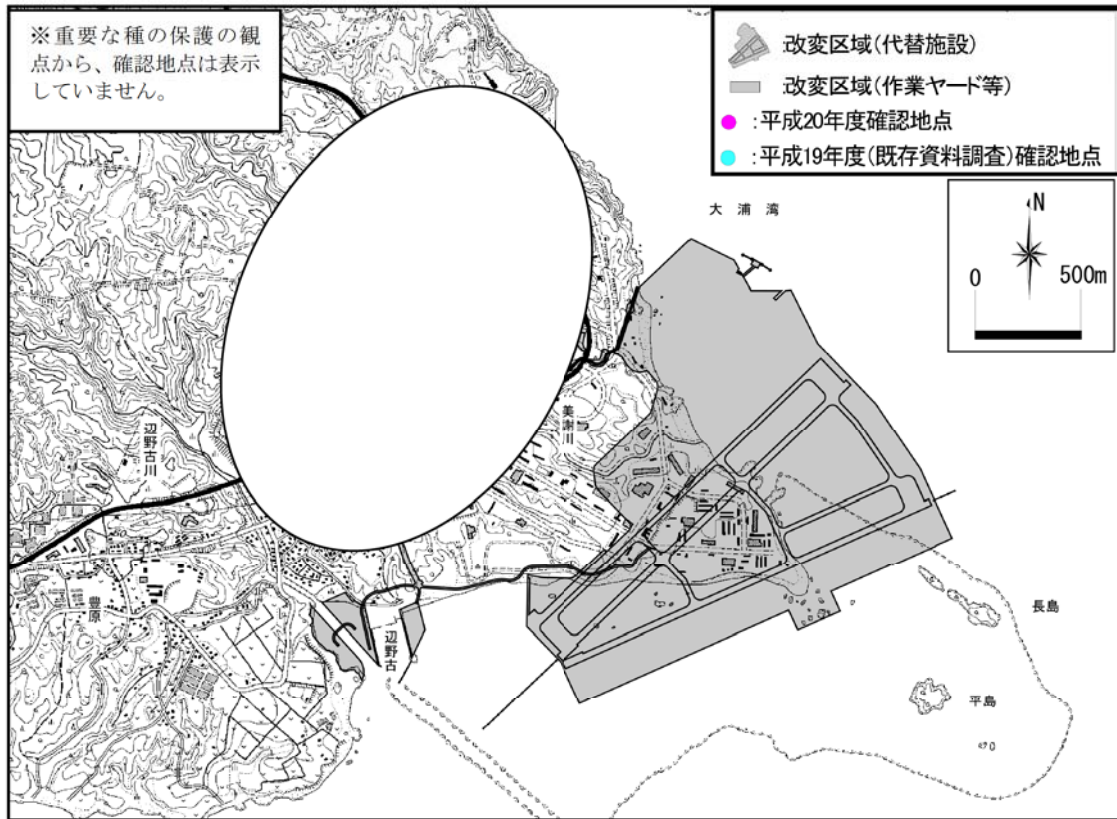 ※重要な種の保護の観
点から、確認地点は表示
していません。
:改変区域(代替施設)
:改変区域(作業ヤード等)
:平成20年度確認地点
:平成19年度(既存資料調査)確認地点
大浦湾
N
0 500m
辺野古川
美謝川
豊原
辺野古
長島
平島